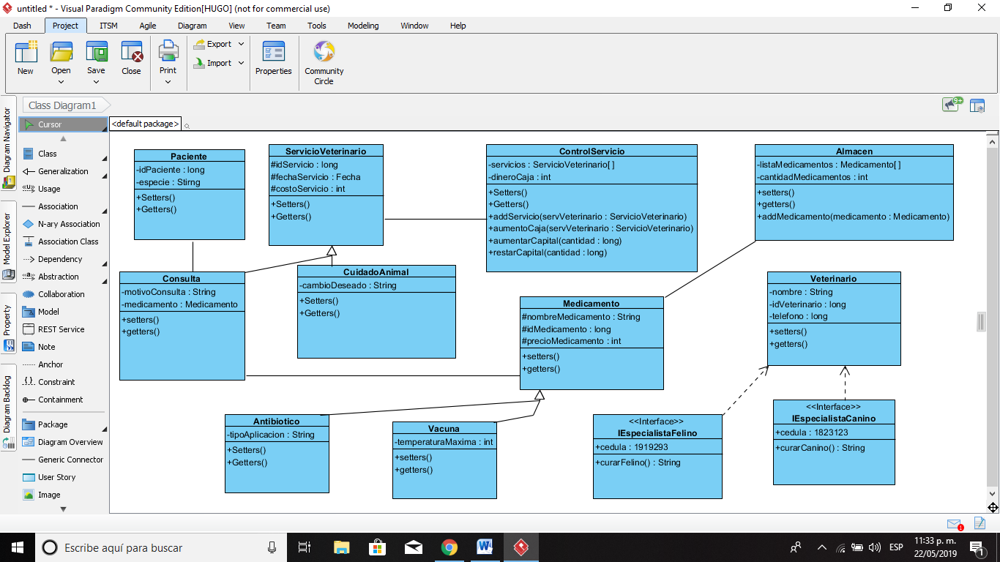 untitled * - Visual Paradigm Community Edition[HUGO] (not for commercial use)
Dash Project ITSM Agile Diagram View Team Tools Modeling Window Help
New
Open
Save
Close
Print
Export
Import
Properties
Community
Circle
Class Diagram1
9+
<default package>
Diagram Navigator
Model Explorer
Property
Diagram Backlog
Cursor
Class
Generalization
Usage
Association
N-ary Association
Association Class
Dependency
Abstraction
Collaboration
Model
REST Service
Note
Anchor
Constraint
Containment
Package
Diagram Overview
Generic Connector
User Story
Image
Paciente
-idPaciente : long
-especie : Stirng
+Setters()
+Getters()
ServicioVeterinario
#idServicio : long
#fechaServicio : Fecha
#costoServicio : int
+Setters()
+Getters()
ControlServicio
-servicios : ServicioVeterinario[ ]
-dineroCaja : int
+Setters()
+Getters()
+addServicio(servVeterinario : ServicioVeterinario)
+aumentoCaja(servVeterinario : ServicioVeterinario)
+aumentarCapital(cantidad : long)
+restarCapital(cantidad : long)
Almacen
-listaMedicamentos : Medicamento[ ]
-cantidadMedicamentos : int
+setters()
+getters()
+addMedicamento(medicamento : Medicamento)
Consulta
-motivoConsulta : String
-medicamento : Medicamento
+setters()
+getters()
CuidadoAnimal
-cambioDeseado : String
+Setters()
+Getters()
Medicamento
#nombreMedicamento : String
#idMedicamento : long
#precioMedicamento : int
+setters()
+getters()
Veterinario
-nombre : String
-idVeterinario : long
-telefono : long
+setters()
+getters()
Antibiotico
-tipoAplicacion : String
+Setters()
+Getters()
Vacuna
-temperaturaMaxima : int
+setters()
+getters()
<<Interface>>
IEspecialistaFelino
+cedula : 1919293
+curarFelino() : String
<<Interface>>
IEspecialistaCanino
+cedula : 1823123
+curarCanino() : String
1
Escribe aquí para buscar
ESP
11:33 p. m.
22/05/2019
1